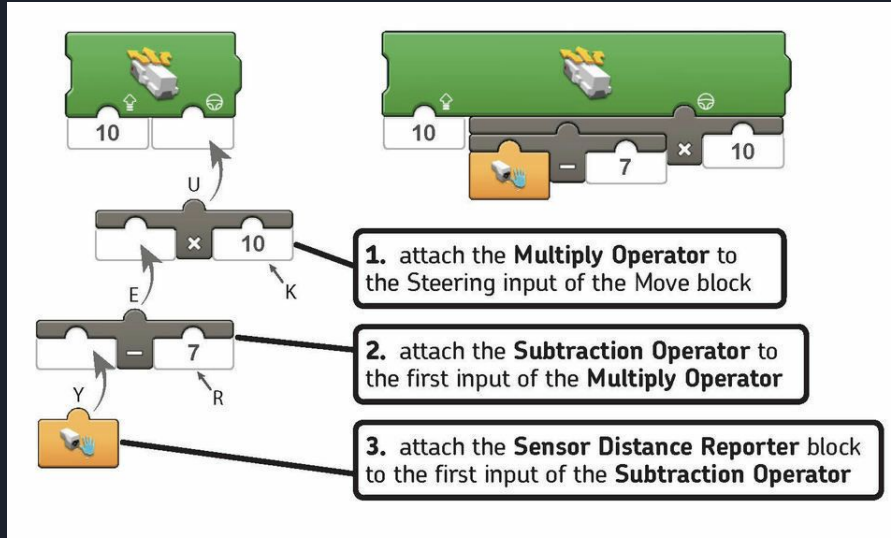 10
10
7
×
10
−
U
×
10
1. attach the Multiply Operator to
the Steering input of the Move block
K
E
−
7
2. attach the Subtraction Operator to
the first input of the Multiply Operator
Y
R
3. attach the Sensor Distance Reporter block
to the first input of the Subtraction Operator